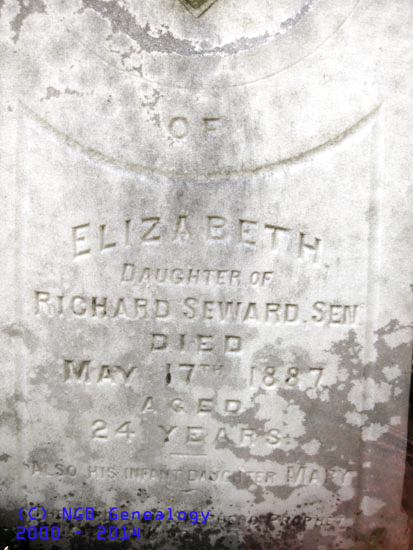 OF
ELIZABETH.
DAUGHTER OF
RICHARD SEWARD. SEN
DIED
MAY 17TH 1887
AGED
24 YEARS.
ALSO HIS INFANT DAUGHTER MARY
(C) NGB Genealogy
2000 - 2014